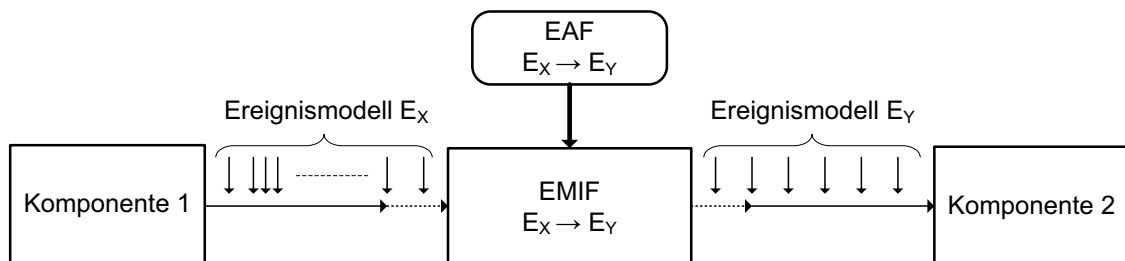 EAF
E_X → E_Y
Ereignismodell E_X
Ereignismodell E_Y
Komponente 1
EMIF
E_X → E_Y
Komponente 2